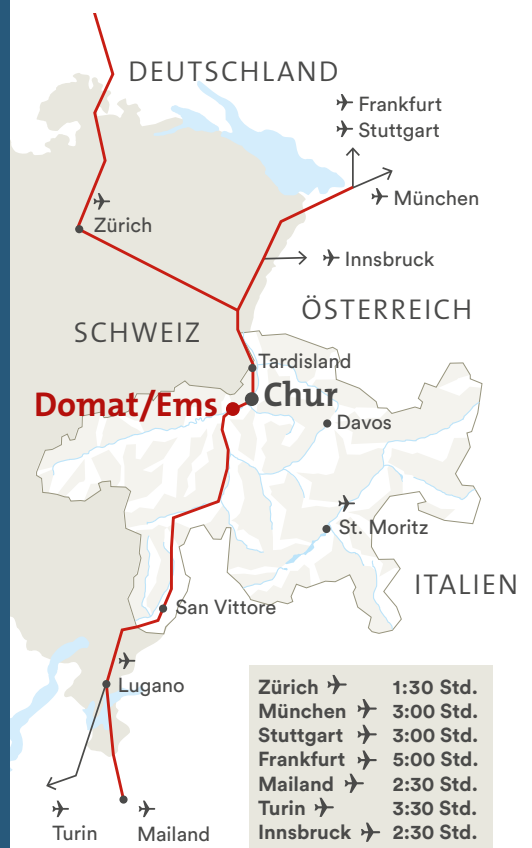 DEUTSCHLAND
Frankfurt
Stuttgart
München
Zürich
Innsbruck
ÖSTERREICH
SCHWEIZ
Tardisland
Domat/Ems
Chur
Davos
St. Moritz
ITALIEN
San Vittore
Lugano
Turin
Mailand
Zürich 1:30 Std.
München 3:00 Std.
Stuttgart 3:00 Std.
Frankfurt 5:00 Std.
Mailand 2:30 Std.
Turin 3:30 Std.
Innsbruck 2:30 Std.